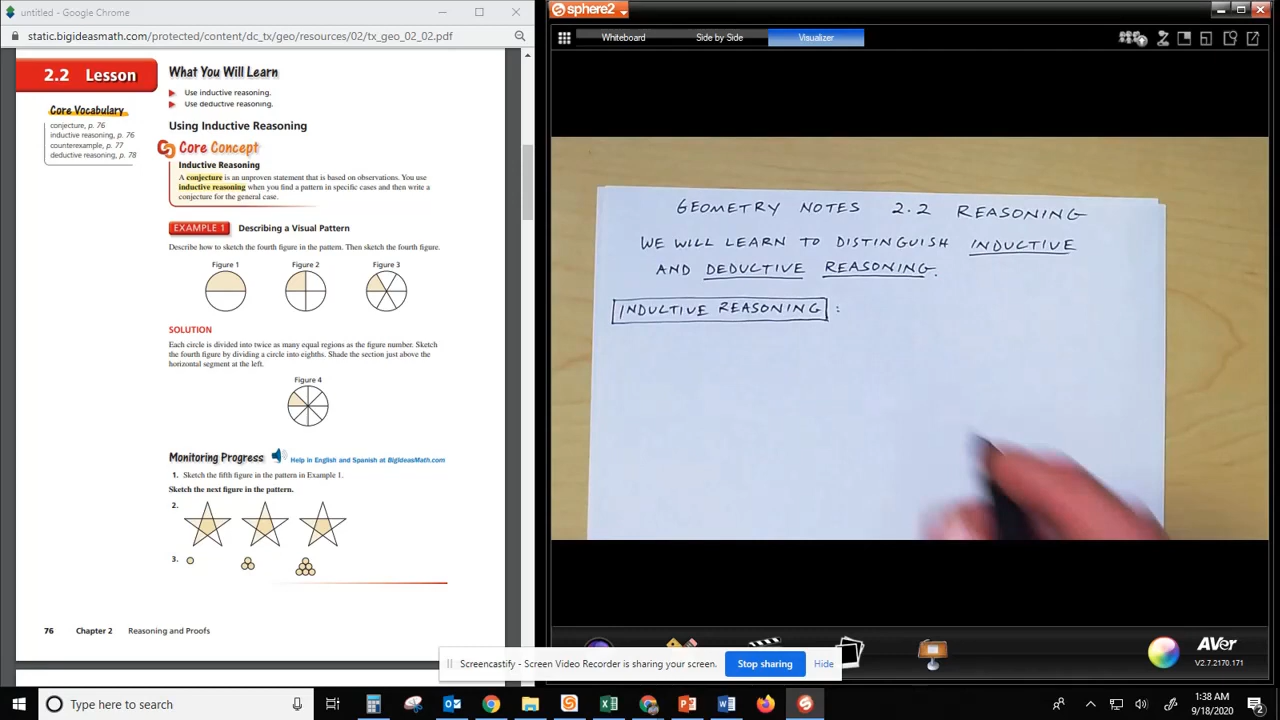 untitled - Google Chrome
static.bigideasmath.com/protected/content/dc_tx/geo/resources/02/tx_geo_02_02.pdf
2.2 Lesson
What You Will Learn
Use inductive reasoning.
Use deductive reasoning.
Core Vocabulary
conjecture, p. 76
inductive reasoning, p. 76
counterexample, p. 77
deductive reasoning, p. 78
Using Inductive Reasoning
Core Concept
Inductive Reasoning
A conjecture is an unproven statement that is based on observations. You use
inductive reasoning when you find a pattern in specific cases and then write a
conjecture for the general case.
EXAMPLE 1 Describing a Visual Pattern
Describe how to sketch the fourth figure in the pattern. Then sketch the fourth figure.
Figure 1 Figure 2 Figure 3
SOLUTION
Each circle is divided into twice as many equal regions as the figure number. Sketch
the fourth figure by dividing a circle into eighths. Shade the section just above the
horizontal segment at the left.
Figure 4
Monitoring Progress Help in English and Spanish at BigIdeasMath.com
1. Sketch the fifth figure in the pattern in Example 1.
Sketch the next figure in the pattern.
2.
3.
76 Chapter 2 Reasoning and Proofs
sphere2
Whiteboard Side by Side Visualizer
GEOMETRY NOTES 2.2 REASONING
WE WILL LEARN TO DISTINGUISH INDUCTIVE
AND DEDUCTIVE REASONING.
INDUCTIVE REASONING :
AVer
V2.7.2170.171
Screencastify - Screen Video Recorder is sharing your screen. Stop sharing Hide
Type here to search
1:38 AM
9/18/2020
2